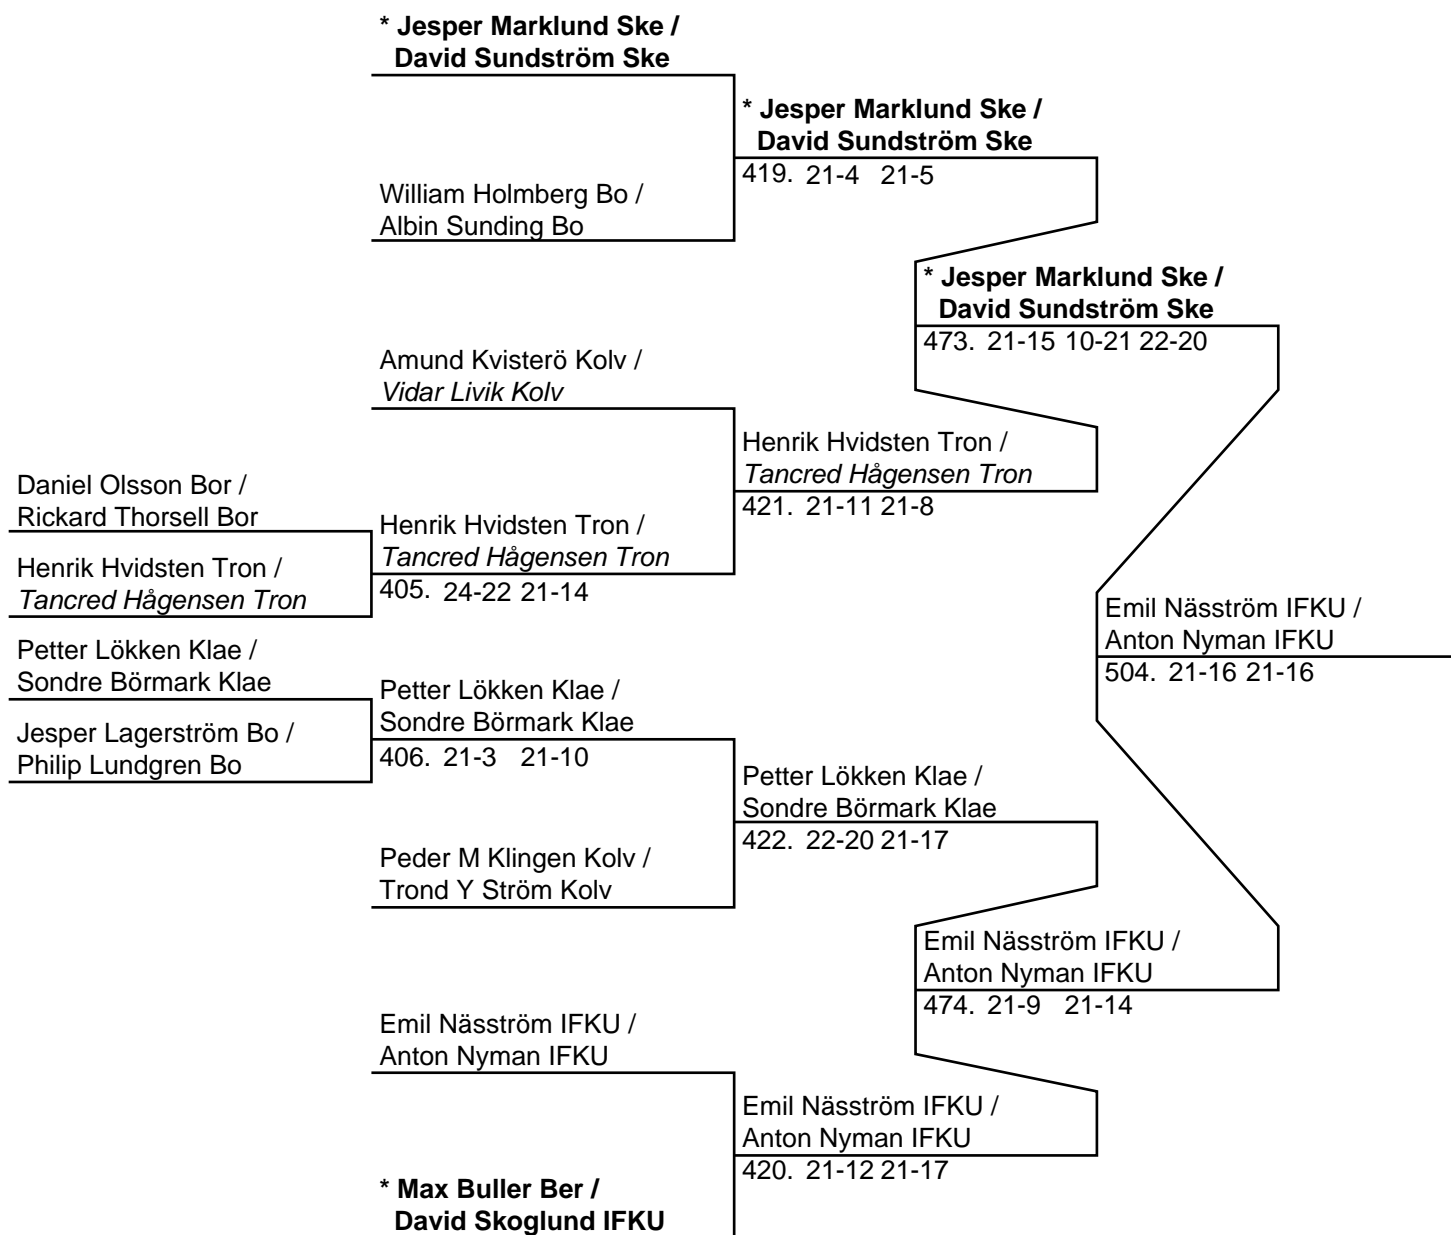 * Jesper Marklund Ske /
David Sundström Ske
* Jesper Marklund Ske /
David Sundström Ske
419. 21-4 21-5
William Holmberg Bo /
Albin Sunding Bo
* Jesper Marklund Ske /
David Sundström Ske
473. 21-15 10-21 22-20
Amund Kvisterö Kolv /
Vidar Livik Kolv
Henrik Hvidsten Tron /
Tancred Hågensen Tron
421. 21-11 21-8
Daniel Olsson Bor /
Rickard Thorsell Bor
Henrik Hvidsten Tron /
Tancred Hågensen Tron
405. 24-22 21-14
Henrik Hvidsten Tron /
Tancred Hågensen Tron
Emil Näsström IFKU /
Anton Nyman IFKU
504. 21-16 21-16
Petter Lökken Klae /
Sondre Börmark Klae
Petter Lökken Klae /
Sondre Börmark Klae
406. 21-3 21-10
Jesper Lagerström Bo /
Philip Lundgren Bo
Petter Lökken Klae /
Sondre Börmark Klae
422. 22-20 21-17
Peder M Klingen Kolv /
Trond Y Ström Kolv
Emil Näsström IFKU /
Anton Nyman IFKU
474. 21-9 21-14
Emil Näsström IFKU /
Anton Nyman IFKU
Emil Näsström IFKU /
Anton Nyman IFKU
420. 21-12 21-17
* Max Buller Ber /
David Skoglund IFKU